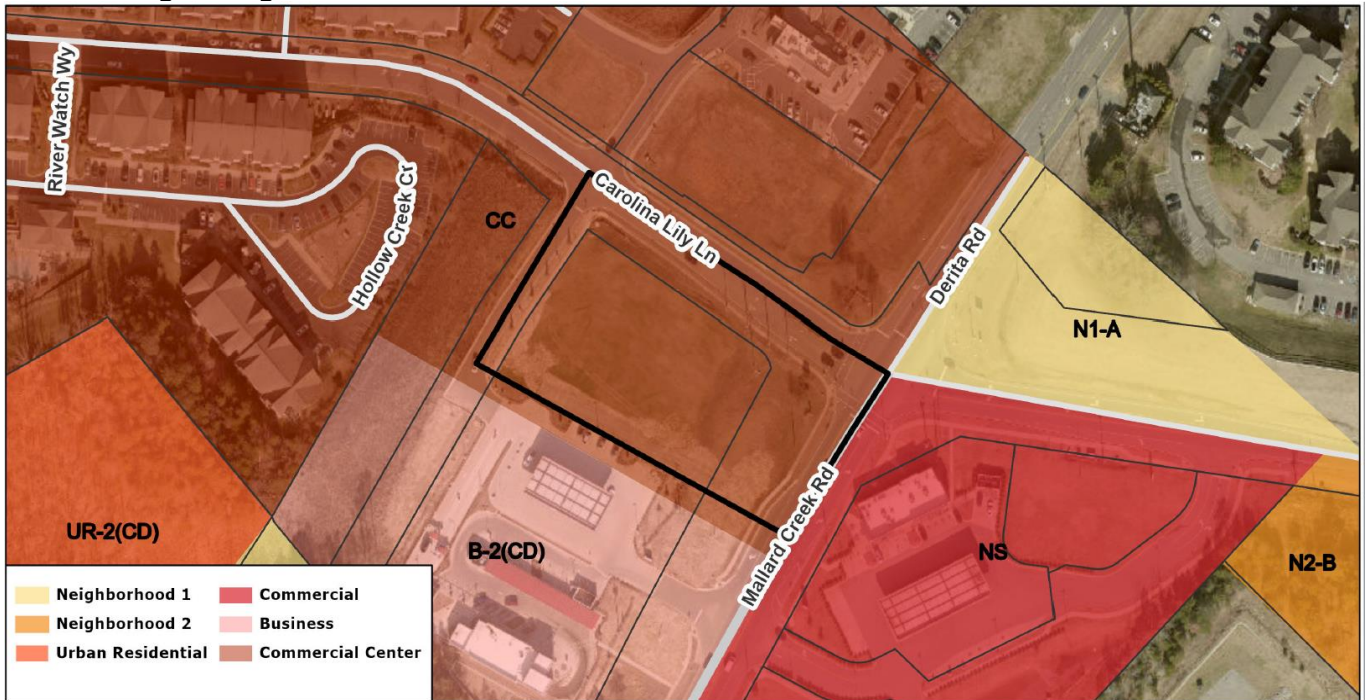 River Watch Wy
Hollow Creek Cr
CC
Carolina Lily Ln
Derita Rd
N1-A
UR-2(CD)
B-2(CD)
Mallard Creek Rd
NS
N2-B
Neighborhood 1
Commercial
Neighborhood 2
Business
Urban Residential
Commercial Center